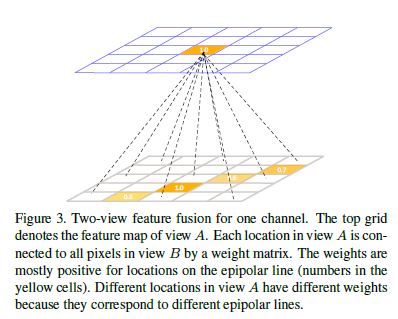 1.0
0.7
1.0
Figure 3. Two-view feature fusion for one channel. The top grid
denotes the feature map of view A. Each location in view A is con-
nected to all pixels in view B by a weight matrix. The weights are
mostly positive for locations on the epipolar line (numbers in the
yellow cells). Different locations in view A have different weights
because they correspond to different epipolar lines.